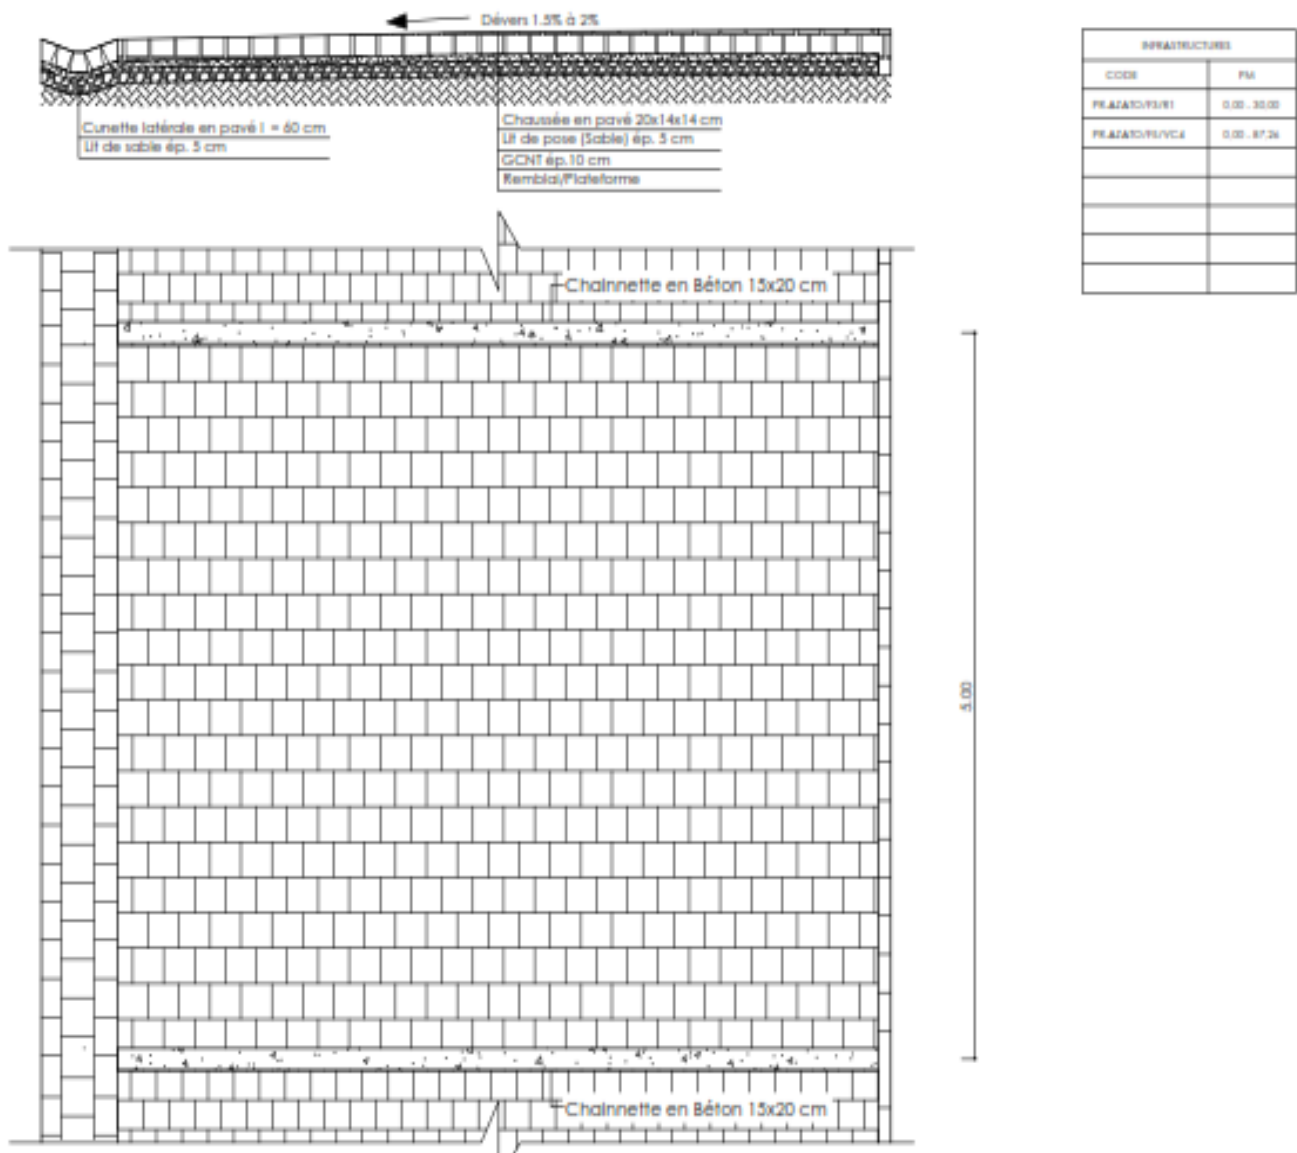 Dévers 1.5% à 2%
Cunette latérale en pavé l = 60 cm
Lit de sable ép. 5 cm
Chaussée en pavé 20x14x14 cm
Lit de pose (Sable) ép. 5 cm
GCNT ép.10 cm
Remblai/Plateforme
INFRASTRUCTURES
CODE PM
0.00 - 30.00
0.00 - 87.26
Chainnette en Béton 15x20 cm
5.00
Chainnette en Béton 15x20 cm